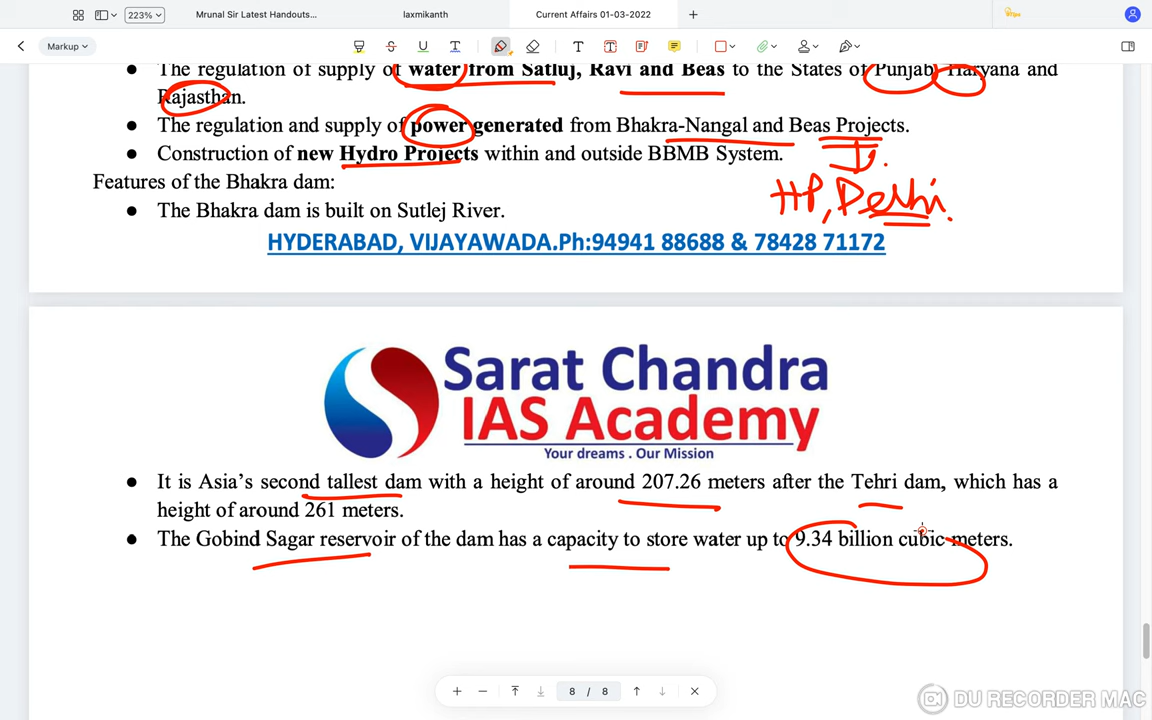 223%
Mrunal Sir Latest Handouts...
laxmikanth
Current Affairs 01-03-2022
Markup
The regulation of supply of water from Satluj, Ravi and Beas to the States of Punjab, Haryana and
Rajasthan.
The regulation and supply of power generated from Bhakra-Nangal and Beas Projects.
Construction of new Hydro Projects within and outside BBMB System.
HP, Delhi.
Features of the Bhakra dam:
The Bhakra dam is built on Sutlej River.
HYDERABAD, VIJAYAWADA.Ph:94941 88688 & 78428 71172
Sarat Chandra
IAS Academy
Your dreams . Our Mission
It is Asia's second tallest dam with a height of around 207.26 meters after the Tehri dam, which has a
height of around 261 meters.
The Gobind Sagar reservoir of the dam has a capacity to store water up to 9.34 billion cubic meters.
8 / 8
DU RECORDER MAC